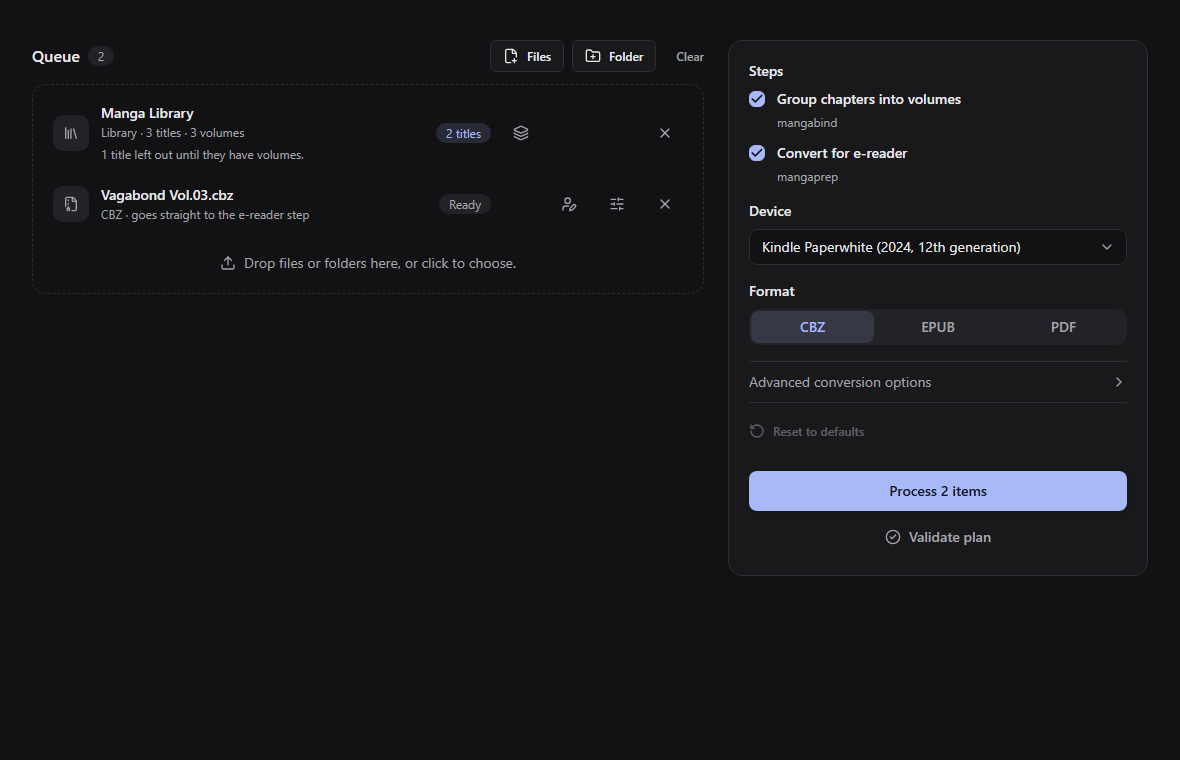 Queue 2
Files
Folder
Clear
Manga Library
Library · 3 titles · 3 volumes
1 title left out until they have volumes.
2 titles
Vagabond Vol.03.cbz
CBZ · goes straight to the e-reader step
Ready
Drop files or folders here, or click to choose.
Steps
Group chapters into volumes
mangabind
Convert for e-reader
mangaprep
Device
Kindle Paperwhite (2024, 12th generation)
Format
CBZ
EPUB
PDF
Advanced conversion options
Reset to defaults
Process 2 items
Validate plan